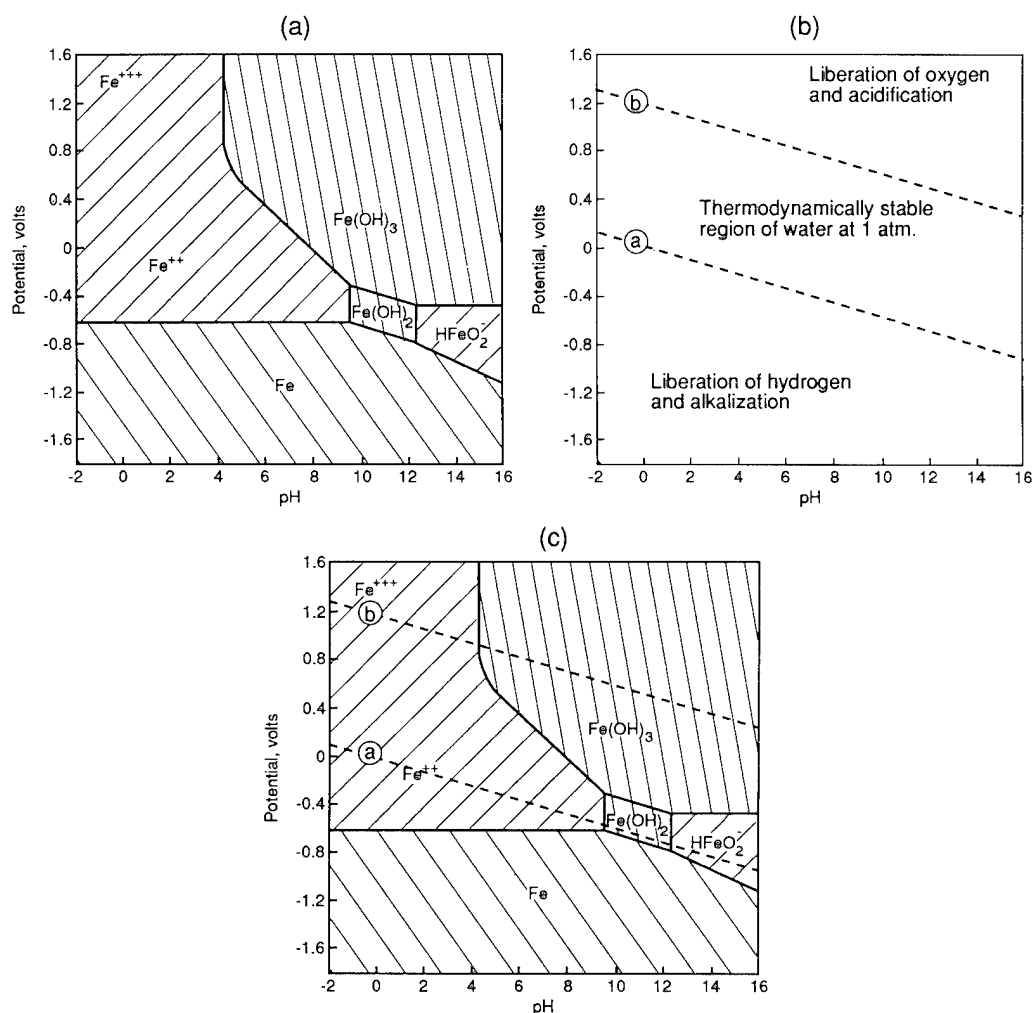 (a)
1.6
1.2
0.8
0.4
0
-0.4
-0.8
-1.2
-1.6
Potential, volts
Fe+++
Fe++
Fe(OH)3
Fe(OH)2
HFeO2-
Fe
-2 0 2 4 6 8 10 12 14 16
pH
(b)
1.6
1.2
0.8
0.4
0
-0.4
-0.8
-1.2
-1.6
Potential, volts
Liberation of oxygen
and acidification
b
Thermodynamically stable
region of water at 1 atm.
a
Liberation of hydrogen
and alkalization
-2 0 2 4 6 8 10 12 14 16
pH
(c)
1.6
1.2
0.8
0.4
0
-0.4
-0.8
-1.2
-1.6
Potential, volts
Fe+++
b
Fe(OH)3
a
Fe++
Fe(OH)2
HFeO2-
Fe
-2 0 2 4 6 8 10 12 14 16
pH